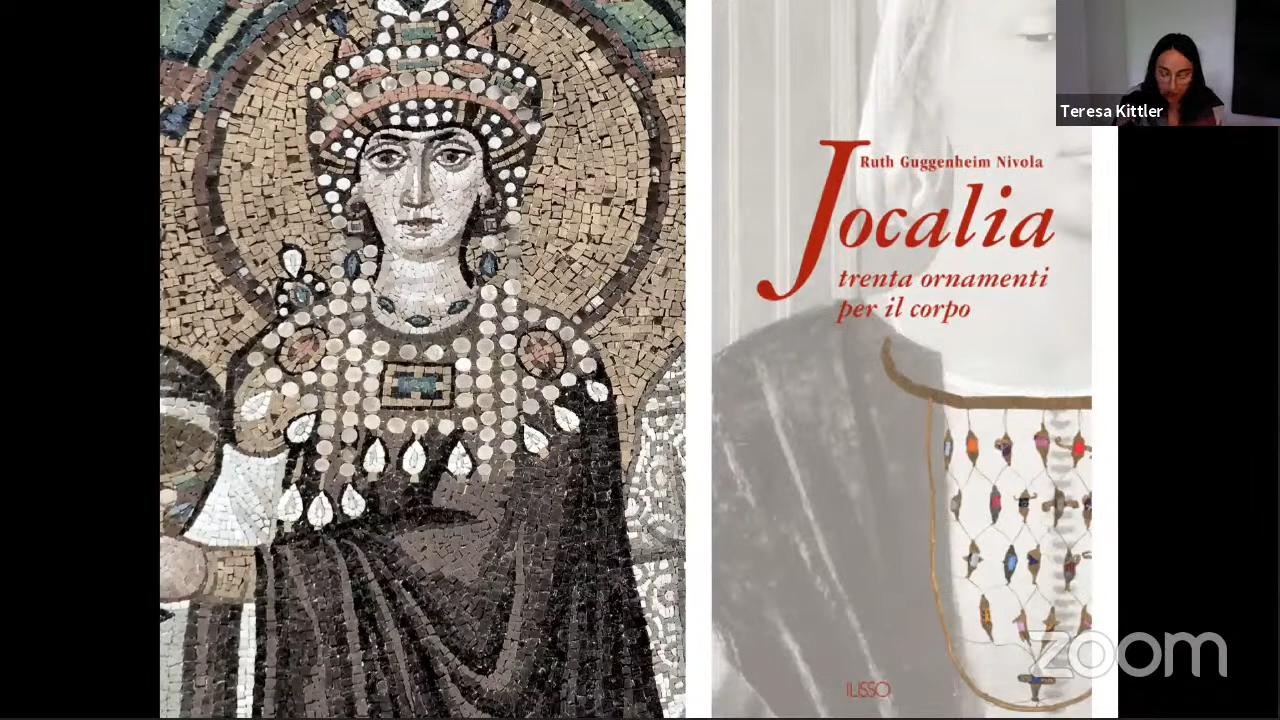 Teresa Kittler
Ruth Guggenheim Nivola
Jocalia
trenta ornamenti
per il corpo
zoom
ILISSO